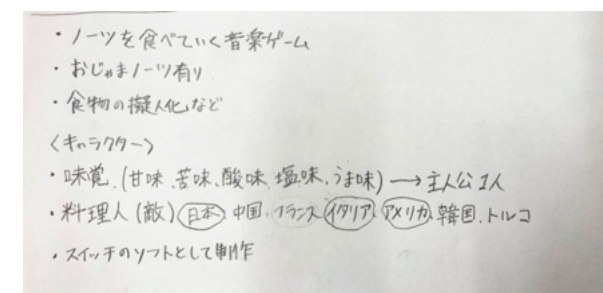 ・ノーツを食べていく音楽ゲーム
・おじゃまノーツ有り
・食物の擬人化など
〈キャラクター〉
・味覚(甘味、苦味、酸味、塩味、うま味)→主人公1人
・料理人(敵)日本、中国、フランス、イタリア、アメリカ、韓国、トルコ
・スイッチのソフトとして制作